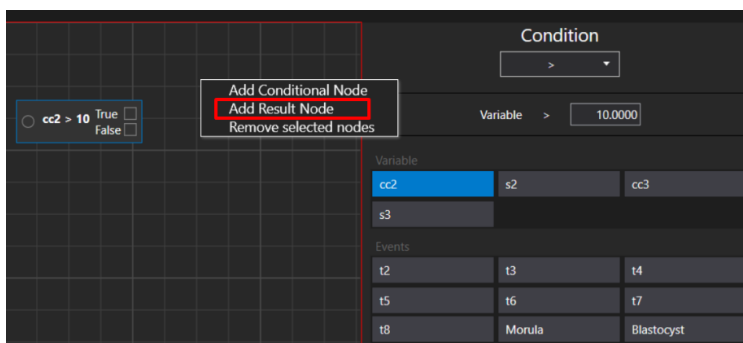 Condition
>
Add Conditional Node
Add Result Node
Remove selected nodes
cc2 > 10 True
False
Variable > 10.0000
Variable
cc2 s2 cc3
s3
Events
t2 t3 t4
t5 t6 t7
t8 Morula Blastocyst